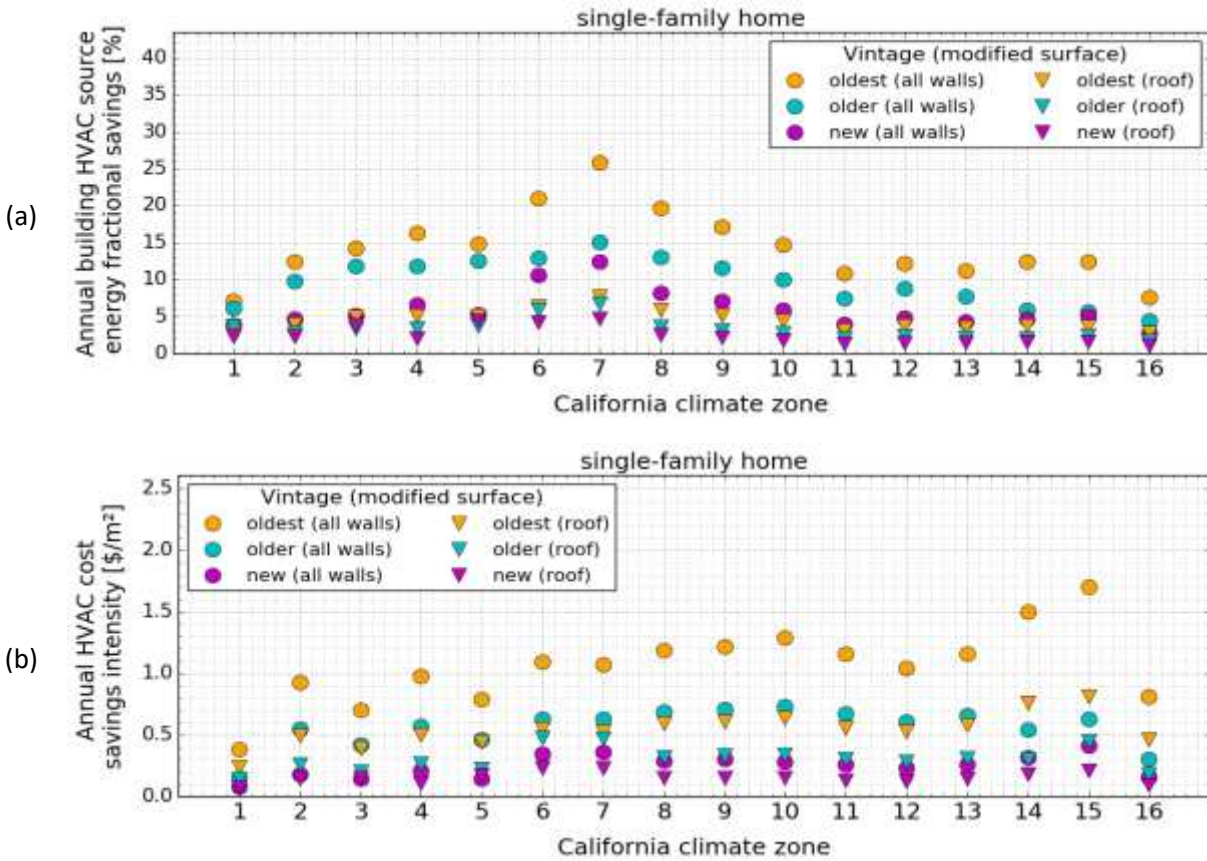 single-family home
(a)
Annual building HVAC source
energy fractional savings [%]
Vintage (modified surface)
oldest (all walls) oldest (roof)
older (all walls) older (roof)
new (all walls) new (roof)
40
35
30
25
20
15
10
5
0
1 2 3 4 5 6 7 8 9 10 11 12 13 14 15 16
California climate zone
single-family home
(b)
Annual HVAC cost
savings intensity [$/m²]
Vintage (modified surface)
oldest (all walls) oldest (roof)
older (all walls) older (roof)
new (all walls) new (roof)
2.5
2.0
1.5
1.0
0.5
0.0
1 2 3 4 5 6 7 8 9 10 11 12 13 14 15 16
California climate zone